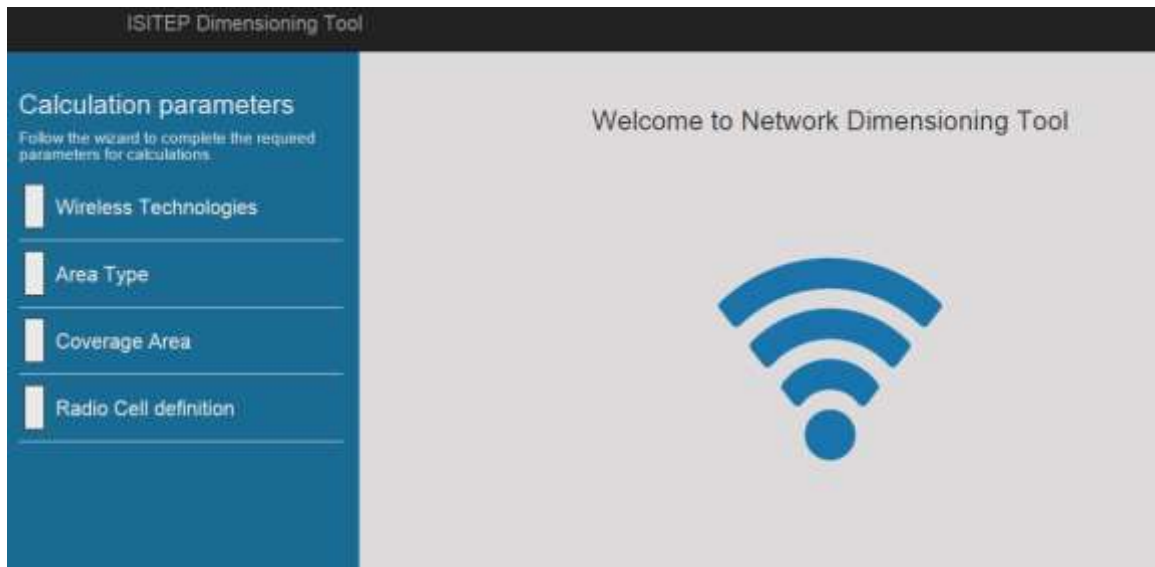 ISITEP Dimensioning Tool
Calculation parameters
Follow the wizard to complete the required
parameters for calculations.
Wireless Technologies
Area Type
Coverage Area
Radio Cell definition
Welcome to Network Dimensioning Tool